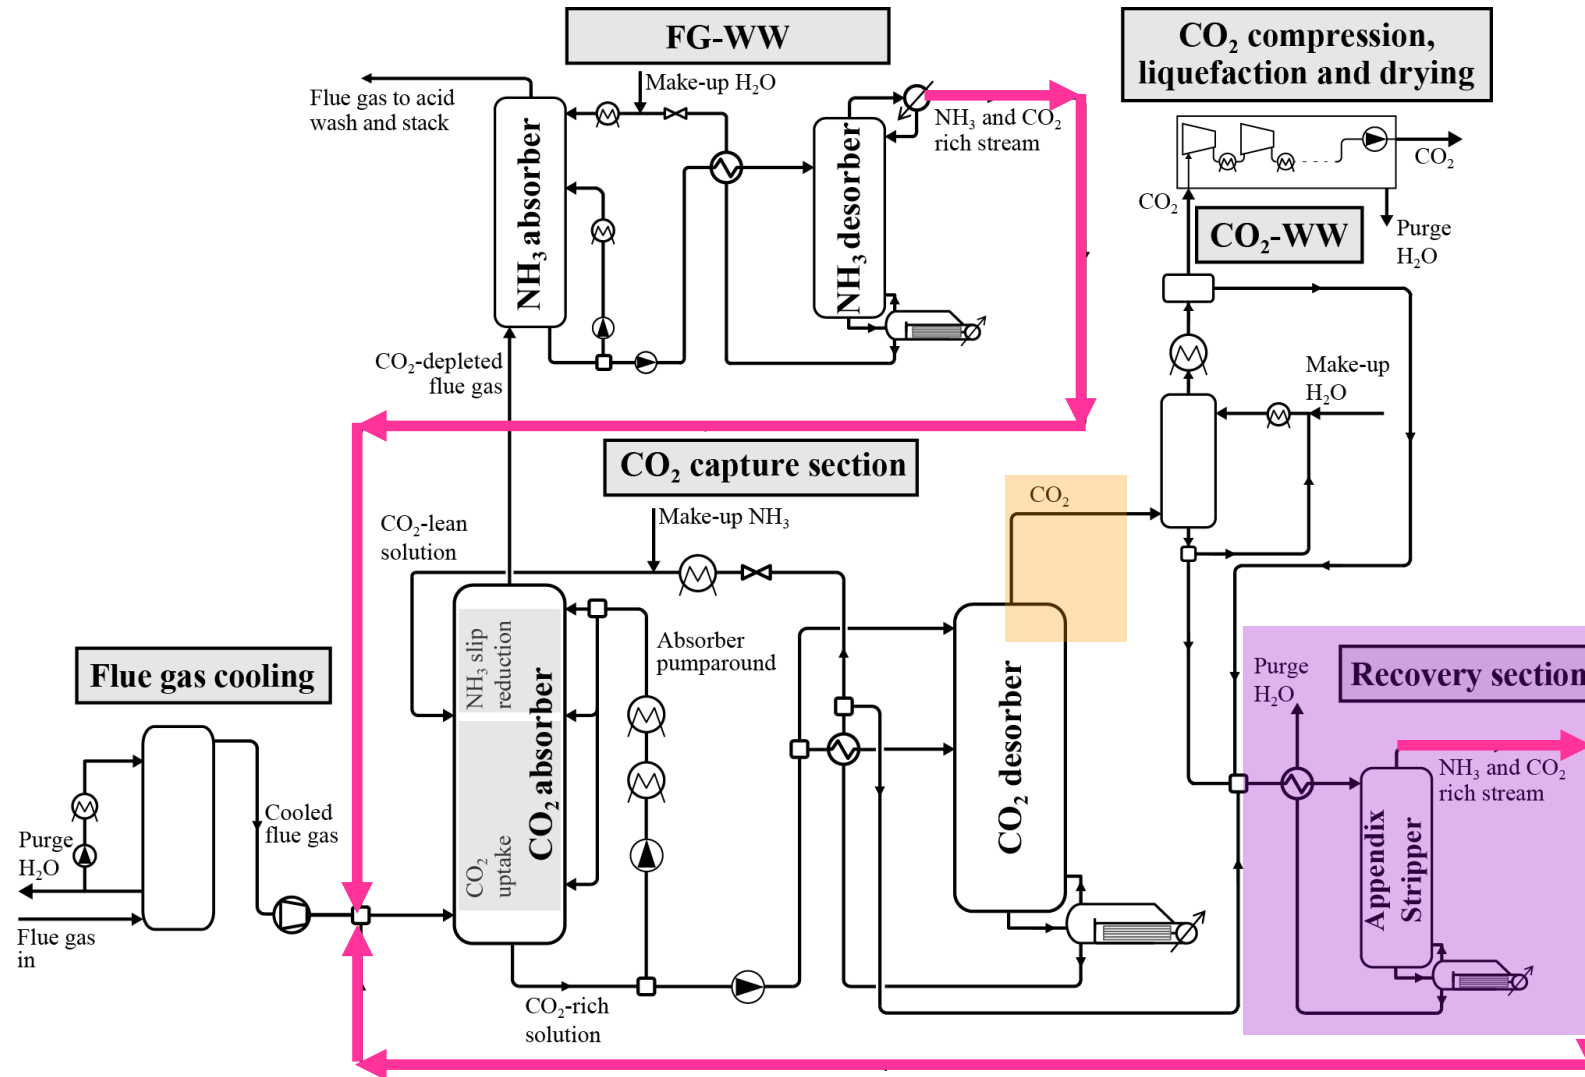 FG-WW
CO₂ compression,
liquefaction and drying
Make-up H₂O
Flue gas to acid
wash and stack
NH₃ absorber
NH₃ desorber
NH₃ and CO₂
rich stream
CO₂
CO₂
CO₂-WW
Purge
H₂O
CO₂-depleted
flue gas
Make-up
H₂O
CO₂ capture section
CO₂
CO₂-lean
solution
Make-up NH₃
NH₃ slip
reduction
CO₂ absorber
CO₂
uptake
Absorber
pumparound
CO₂ desorber
Flue gas cooling
Cooled
flue gas
Purge
H₂O
Flue gas
in
CO₂-rich
solution
Purge
H₂O
Recovery section
NH₃ and CO₂
rich stream
Appendix
Stripper